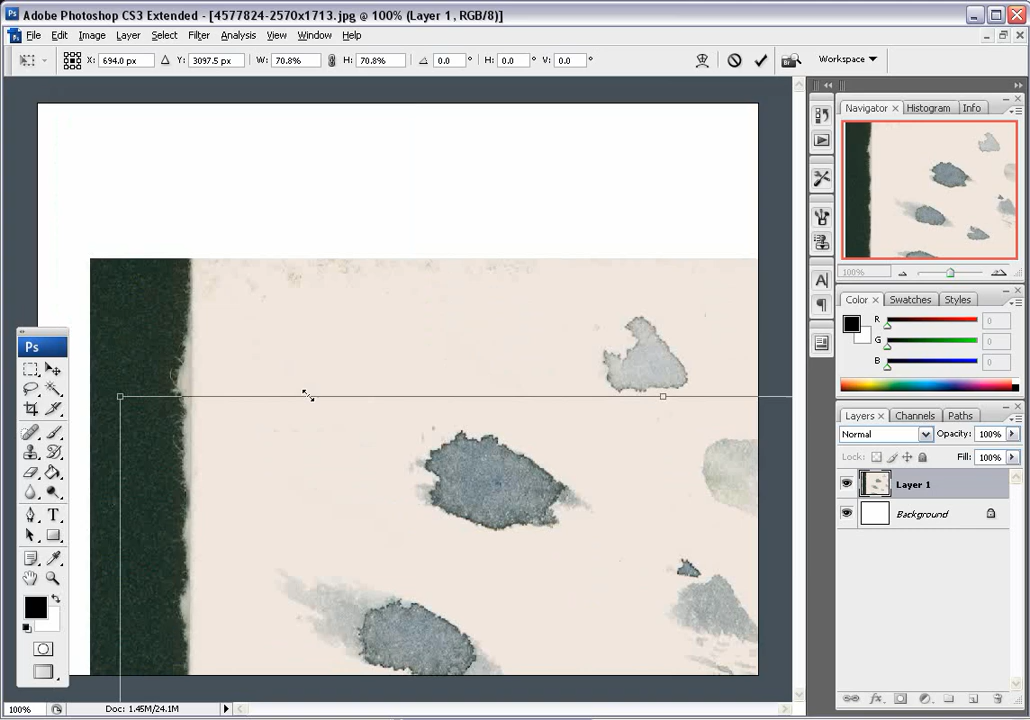 Adobe Photoshop CS3 Extended - [4577824-2570x1713.jpg @ 100% (Layer 1, RGB/8)]
File Edit Image Layer Select Filter Analysis View Window Help
X: 694.0 px Y: 3097.5 px W: 70.8% H: 70.8% 0.0 ° H: 0.0 ° V: 0.0 ° Workspace
Navigator Histogram Info
100%
Color Swatches Styles
R 0
G 0
B 0
Ps
Layers Channels Paths
Normal Opacity: 100%
Lock: Fill: 100%
Layer 1
Background
100% Doc: 1.45M/24.1M